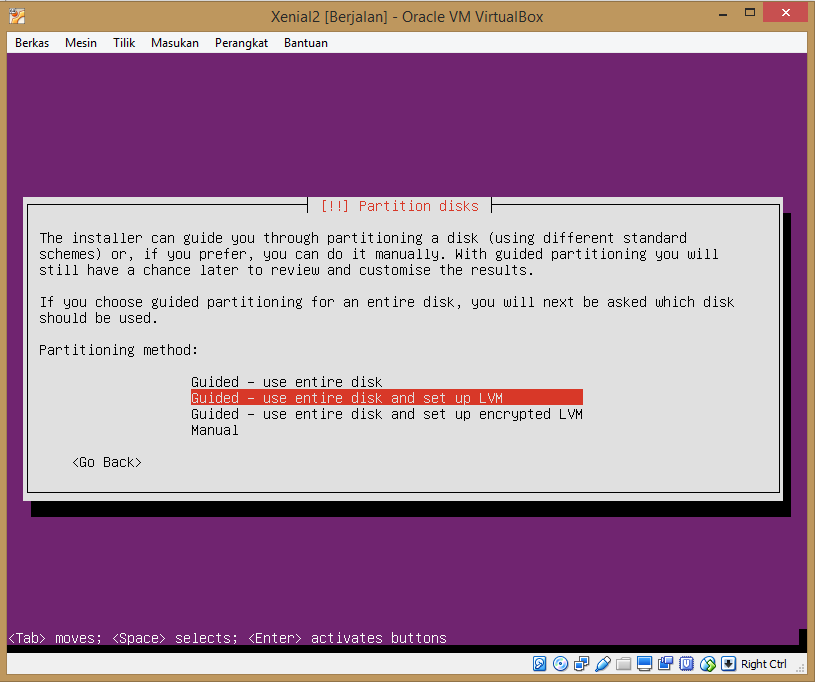 Xenial2 [Berjalan] - Oracle VM VirtualBox
Berkas Mesin Tilik Masukan Perangkat Bantuan
[!!] Partition disks
The installer can guide you through partitioning a disk (using different standard
schemes) or, if you prefer, you can do it manually. With guided partitioning you will
still have a chance later to review and customise the results.
If you choose guided partitioning for an entire disk, you will next be asked which disk
should be used.
Partitioning method:
Guided - use entire disk
Guided - use entire disk and set up LVM
Guided - use entire disk and set up encrypted LVM
Manual
<Go Back>
<Tab> moves; <Space> selects; <Enter> activates buttons
Right Ctrl